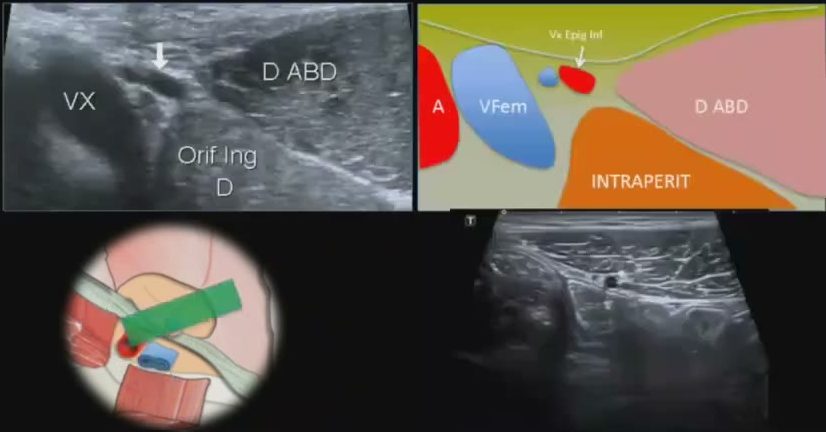 D ABD
VX
Orif Ing
D
Vx Epig Inf
A
VFem
D ABD
INTRAPERIT
T